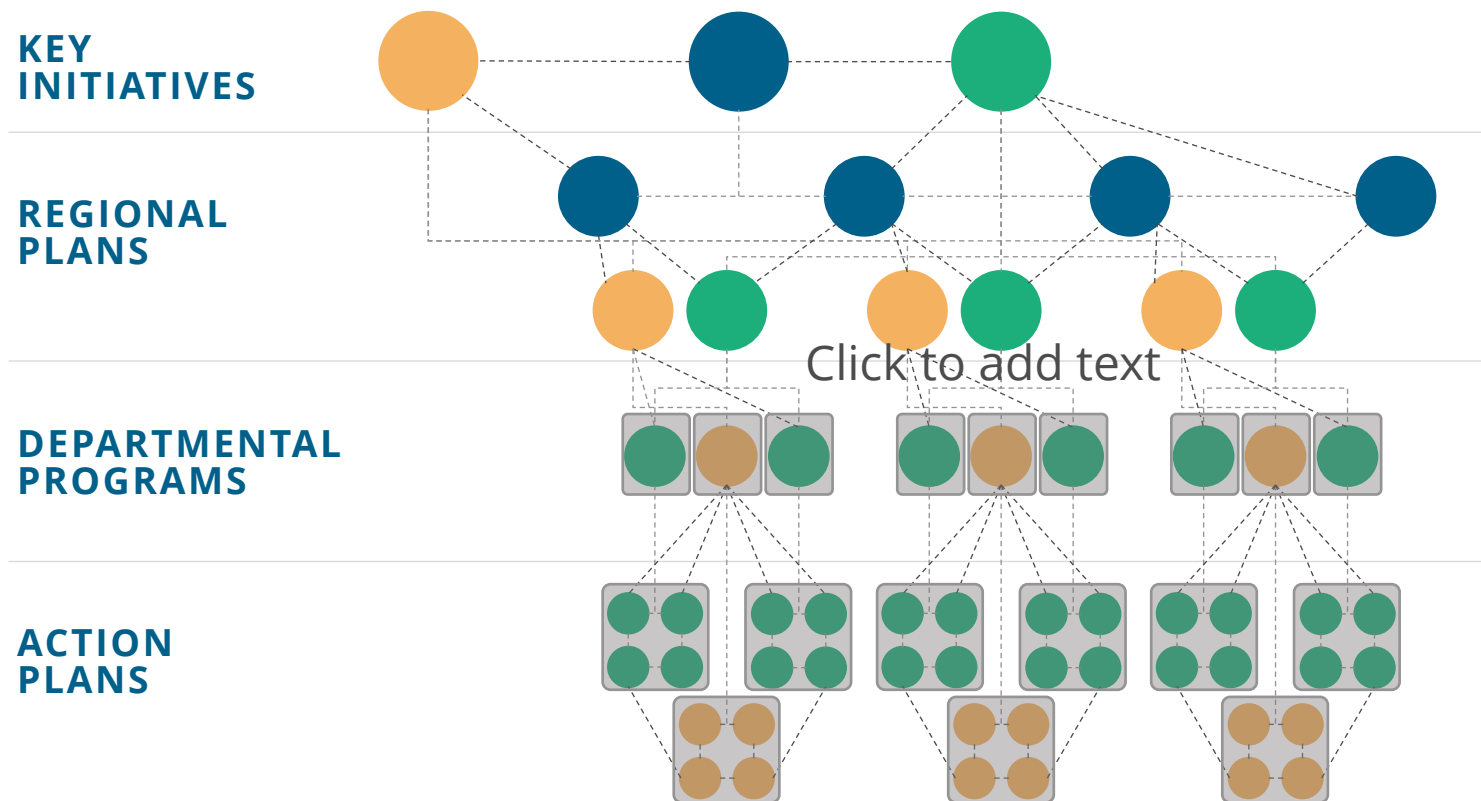 KEY
INITIATIVES
REGIONAL
PLANS
Click to add text
DEPARTMENTAL
PROGRAMS
ACTION
PLANS